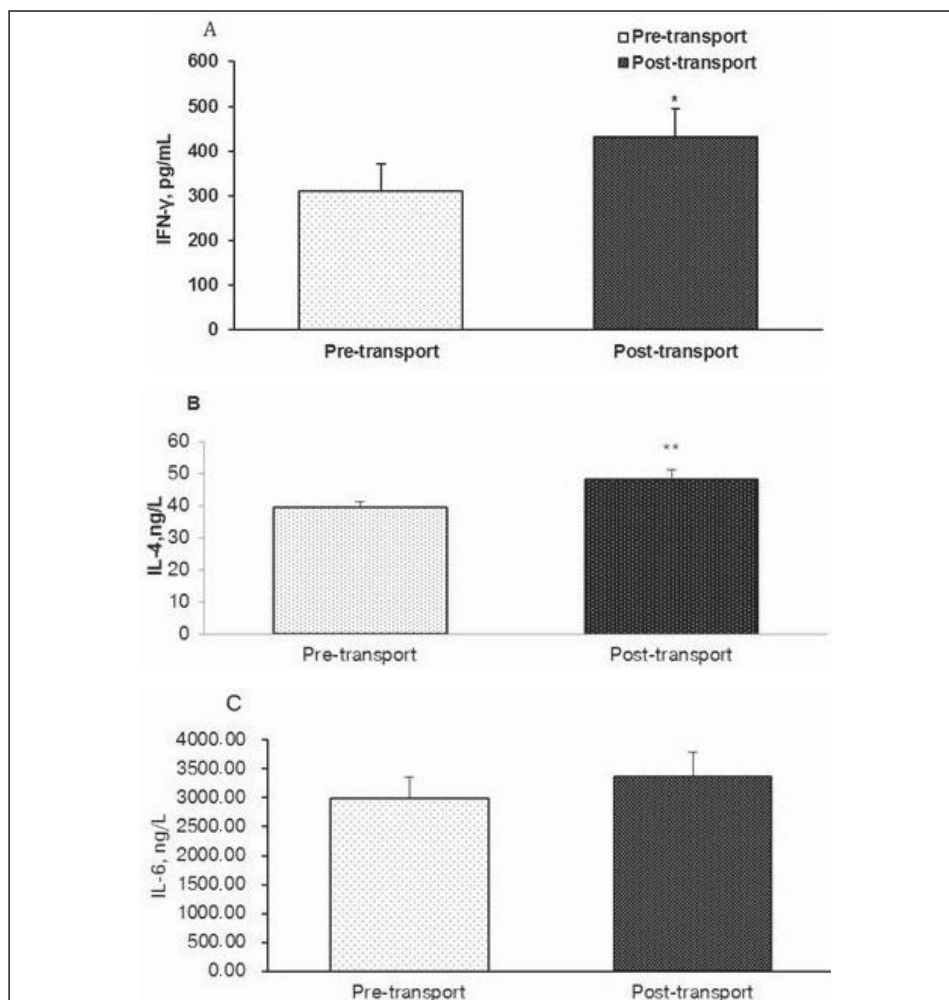 A
Pre-transport
Post-transport
IFN-γ, pg/mL
600
500
400
300
200
100
0
*
Pre-transport Post-transport
B
IL-4,ng/L
60
50
40
30
20
10
0
**
Pre-transport Post-transport
C
IL-6, ng/L
4000.00
3500.00
3000.00
2500.00
2000.00
1500.00
1000.00
500.00
0.00
Pre-transport Post-transport